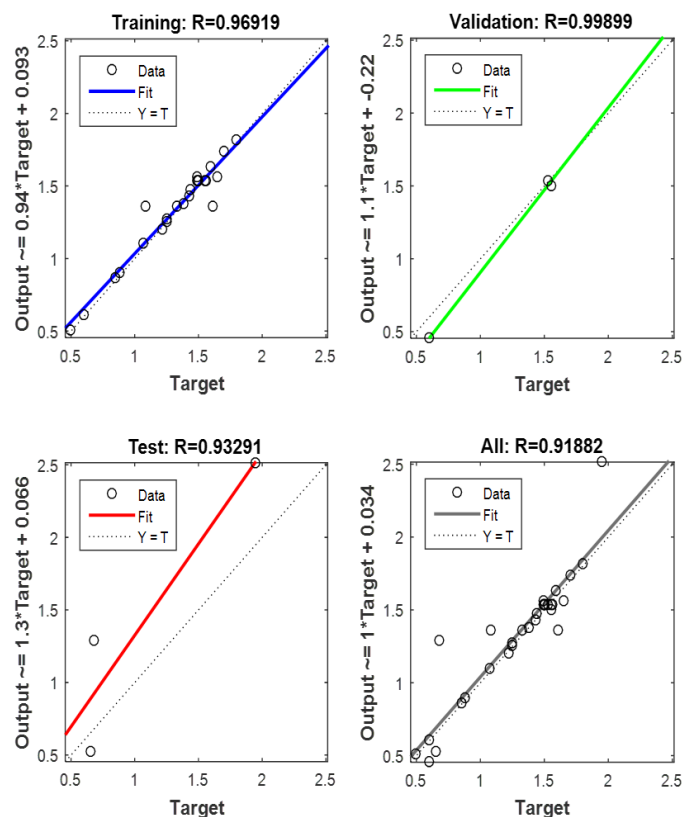 Training: R=0.96919
Output ~= 0.94*Target + 0.093
2.5
2
1.5
1
0.5
Data
Fit
Y = T
0.5 1 1.5 2 2.5
Target
Validation: R=0.99899
Output ~= 1.1*Target + -0.22
2.5
2
1.5
1
0.5
Data
Fit
Y = T
0.5 1 1.5 2 2.5
Target
Test: R=0.93291
Output ~= 1.3*Target + 0.066
2.5
2
1.5
1
0.5
Data
Fit
Y = T
0.5 1 1.5 2 2.5
Target
All: R=0.91882
Output ~= 1*Target + 0.034
2.5
2
1.5
1
0.5
Data
Fit
Y = T
0.5 1 1.5 2 2.5
Target